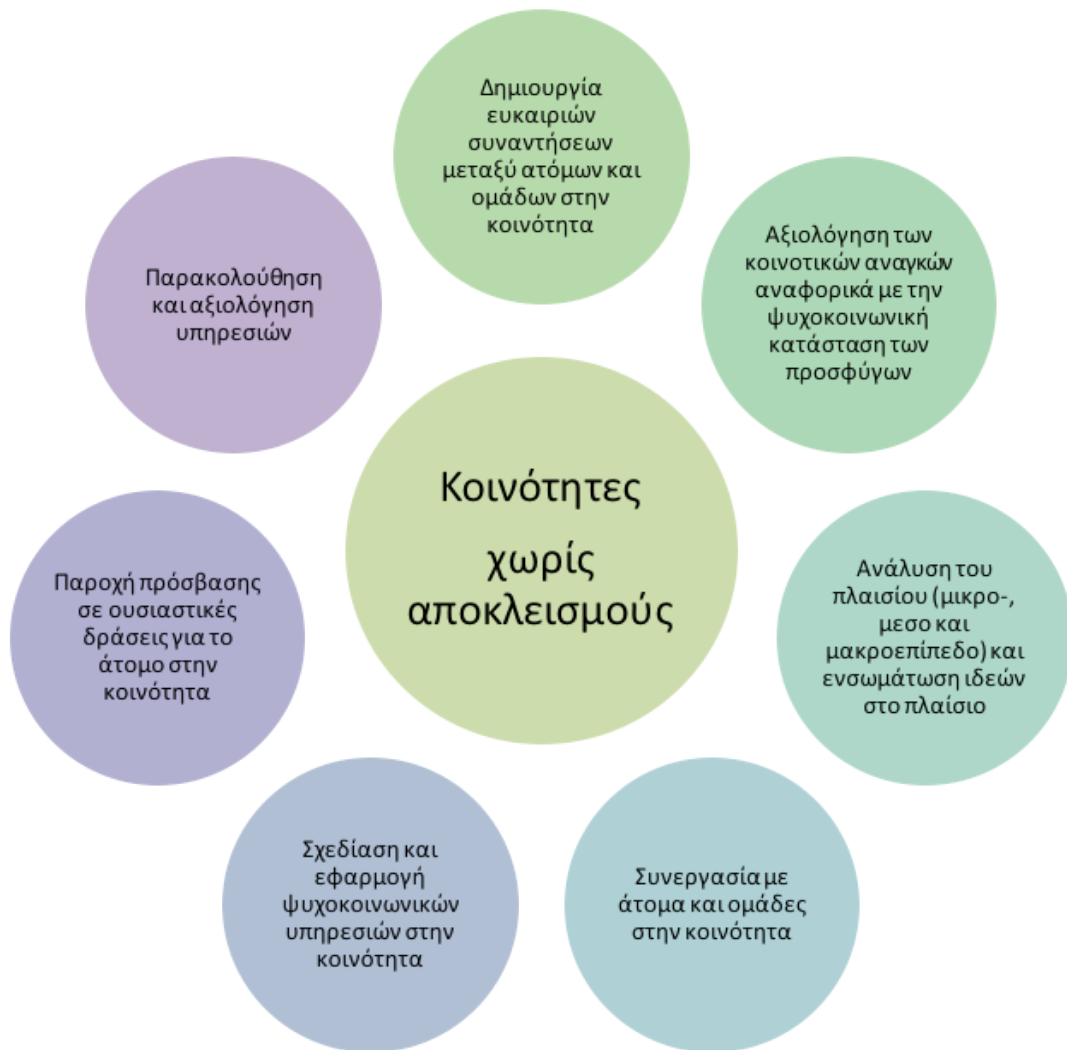 Δημιουργία
ευκαιριών
συναντήσεων
μεταξύ ατόμων και
ομάδων στην
κοινότητα
Αξιολόγηση των
κοινοτικών αναγκών
αναφορικά με την
ψυχοκοινωνική
κατάσταση των
προσφύγων
Ανάλυση του
πλαισίου (μικρο-,
μεσο και
μακροεπίπεδο) και
ενσωμάτωση ιδεών
στο πλαίσιο
Συνεργασία με
άτομα και ομάδες
στην κοινότητα
Σχεδίαση και
εφαρμογή
ψυχοκοινωνικών
υπηρεσιών στην
κοινότητα
Παροχή πρόσβασης
σε ουσιαστικές
δράσεις για το
άτομο στην
κοινότητα
Παρακολούθηση
και αξιολόγηση
υπηρεσιών
Κοινότητες
χωρίς
αποκλεισμούς